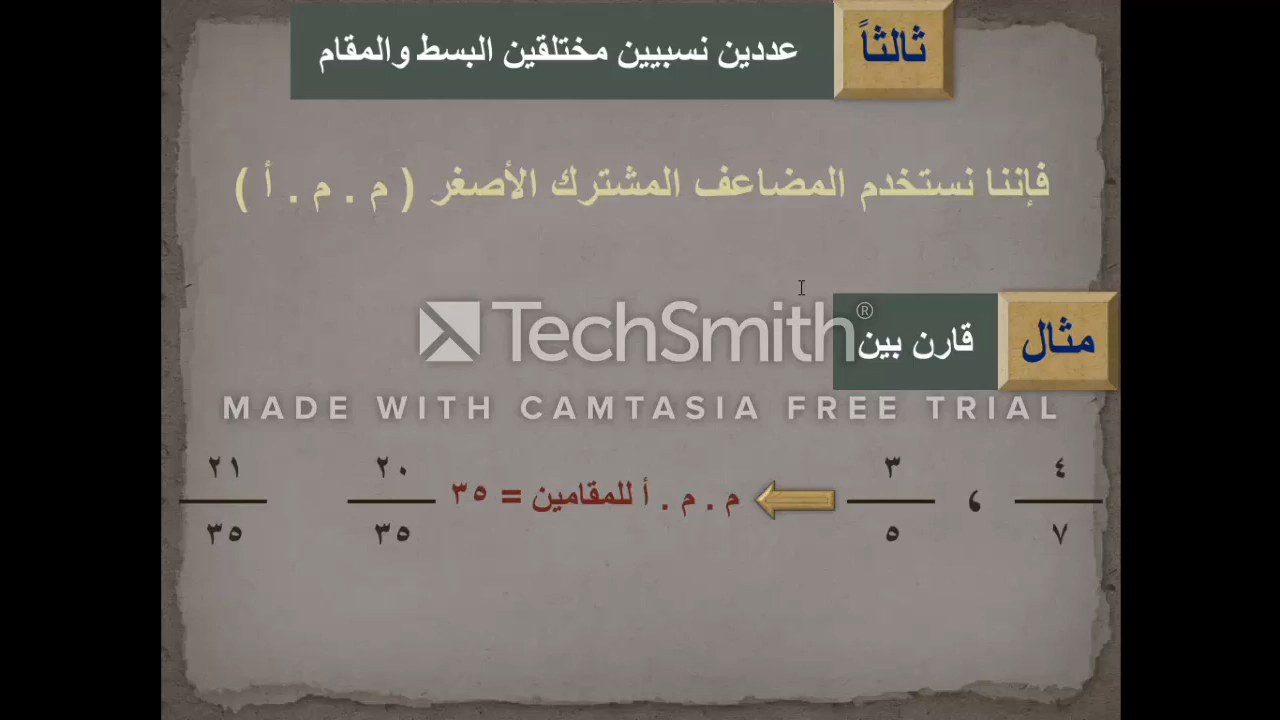 ثالثاً
عددين نسبيين مختلقين البسط والمقام
فإننا نستخدم المضاعف المشترك الأصغر ( م . م . أ )
مثال
قارن بين
TechSmith®
MADE WITH CAMTASIA FREE TRIAL
٤ ٣ ٢٠ ٢١
، م . م . أ للمقامين = ٣٥
٧ ٥ ٣٥ ٣٥